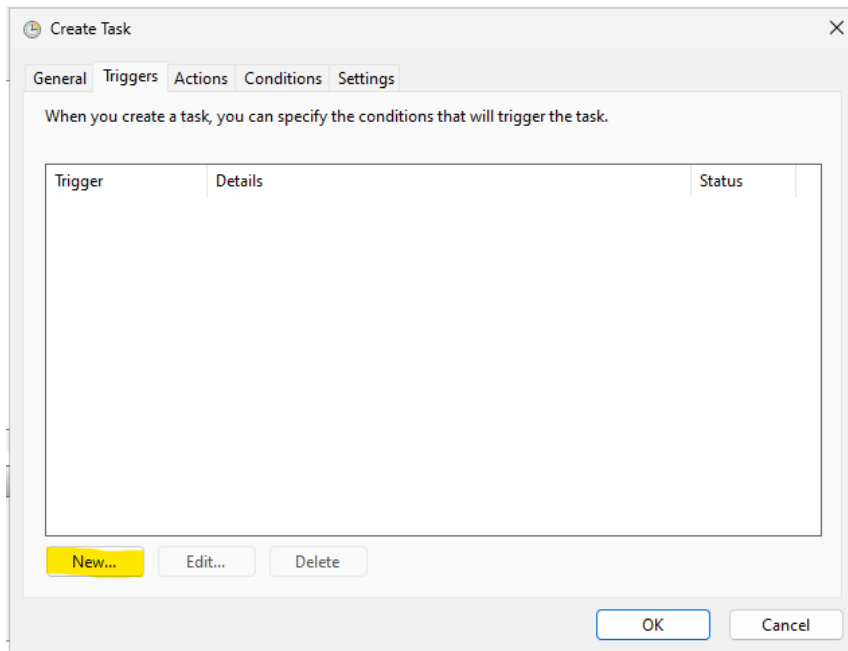 Create Task
General Triggers Actions Conditions Settings
When you create a task, you can specify the conditions that will trigger the task.
Trigger Details Status
New... Edit... Delete
OK Cancel